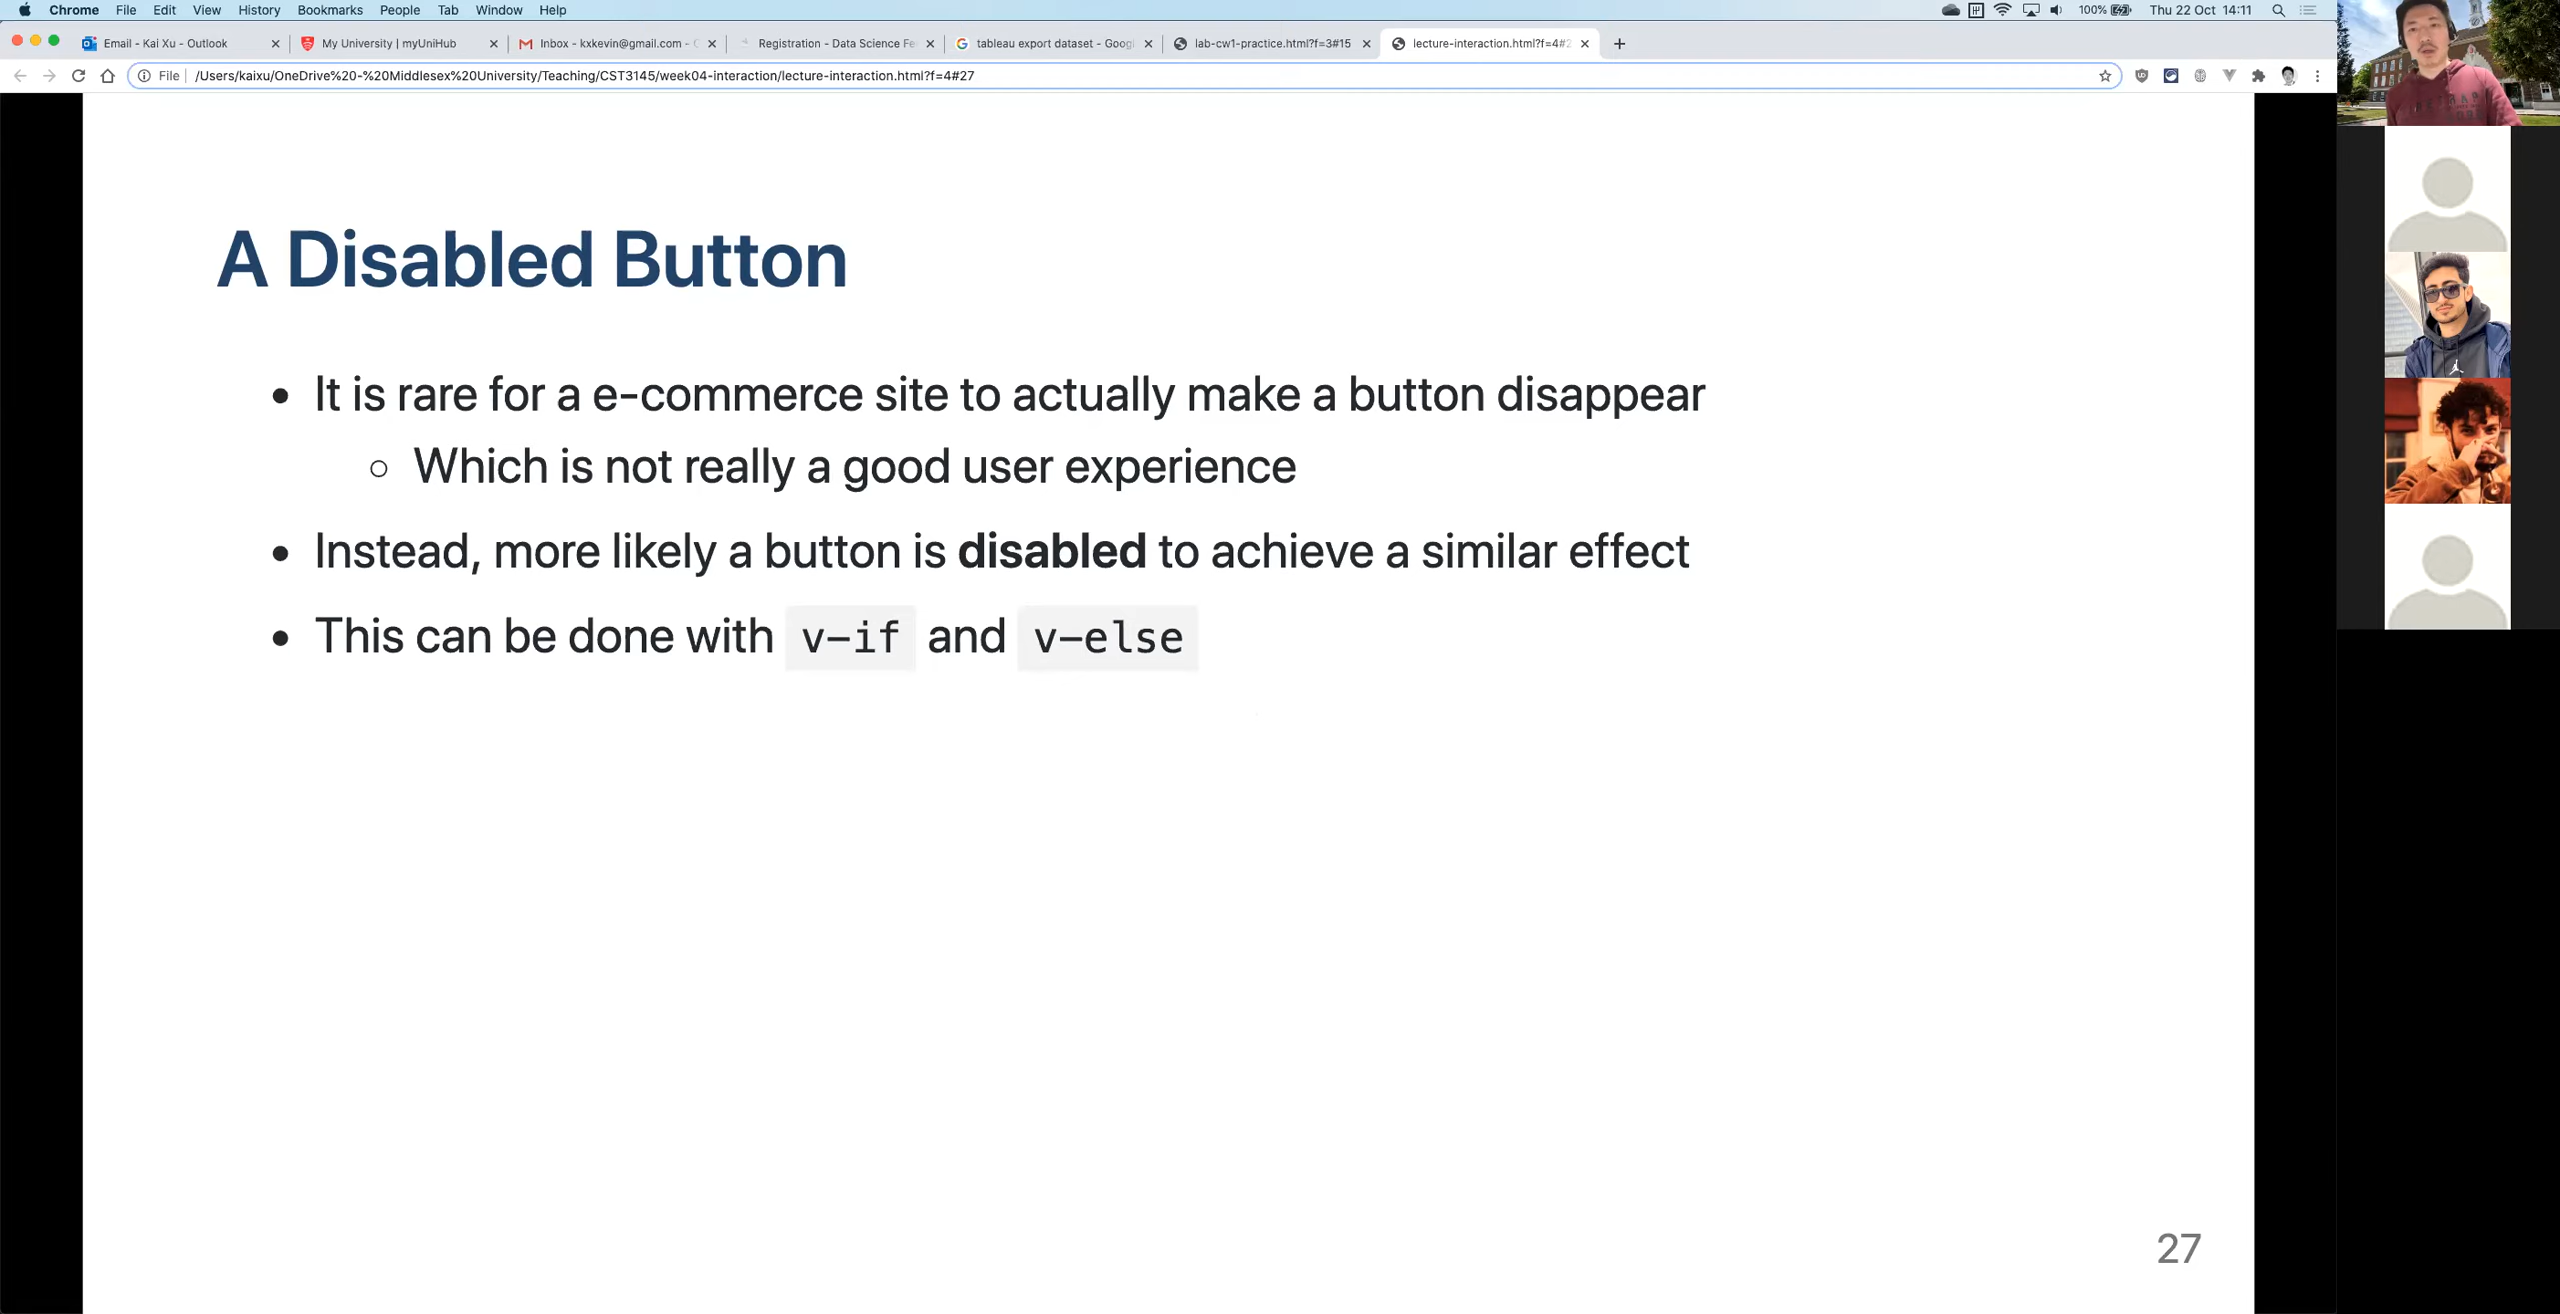 Chrome File Edit View History Bookmarks People Tab Window Help 100% Thu 22 Oct 14:11
Email - Kai Xu - Outlook
My University | myUniHub
Inbox - kxkevin@gmail.com -
Registration - Data Science Fe
tableau export dataset - Goog
lab-cw1-practice.html?f=3#15
lecture-interaction.html?f=4#2
File | /Users/kaixu/OneDrive%20-%20Middlesex%20University/Teaching/CST3145/week04-interaction/lecture-interaction.html?f=4#27
A Disabled Button
• It is rare for a e-commerce site to actually make a button disappear
○ Which is not really a good user experience
• Instead, more likely a button is disabled to achieve a similar effect
• This can be done with v-if and v-else
27